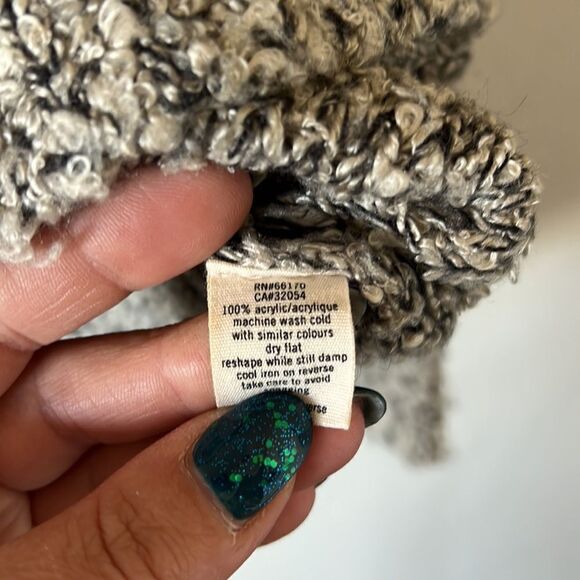 RN#66170
CA#32054
100% acrylic/acrylique
machine wash cold
with similar colours
dry flat
reshape while still damp
cool iron on reverse
take care to avoid